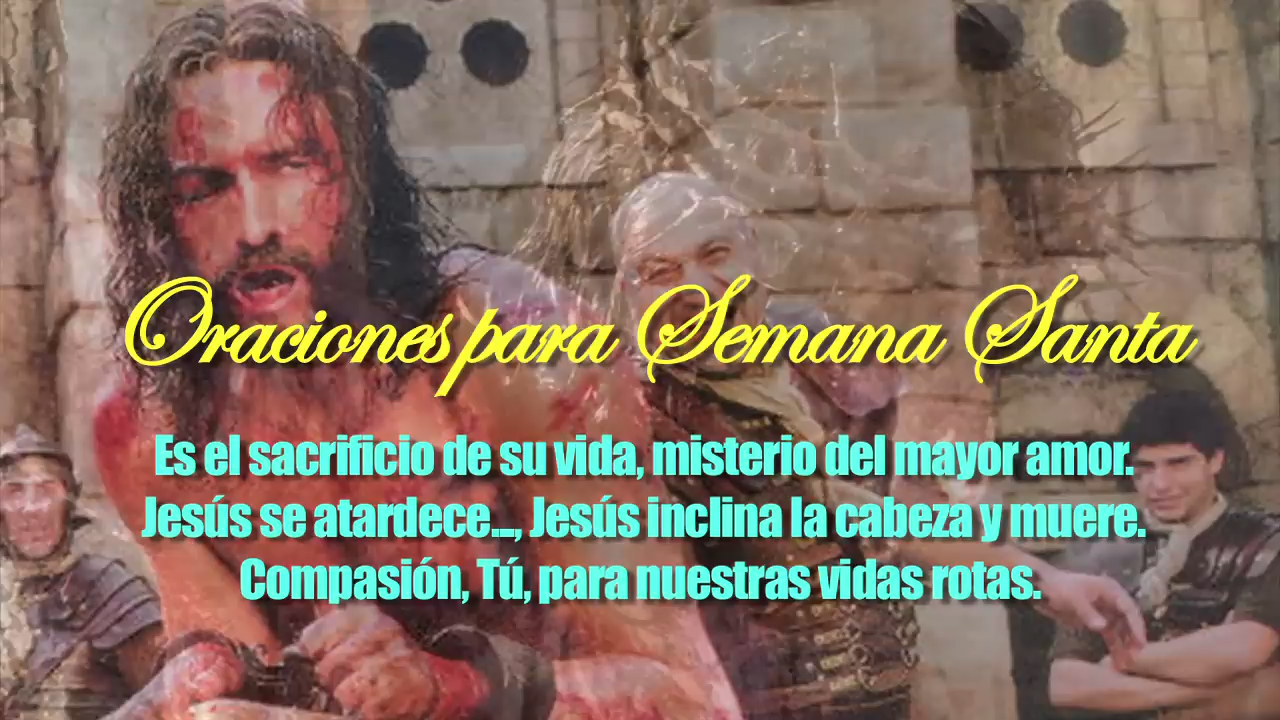 Oraciones para Semana Santa
Es el sacrificio de su vida, misterio del mayor amor.
Jesús se atardece..., Jesús inclina la cabeza y muere.
Compasión, Tú, para nuestras vidas rotas.